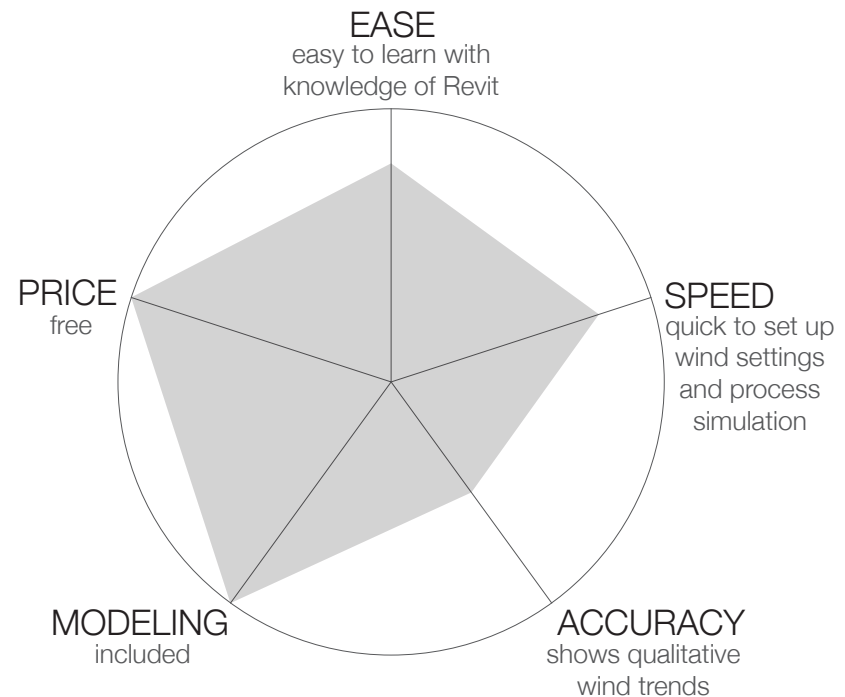 EASE
easy to learn with
knowledge of Revit
PRICE
free
SPEED
quick to set up
wind settings
and process
simulation
MODELING
included
ACCURACY
shows qualitative
wind trends